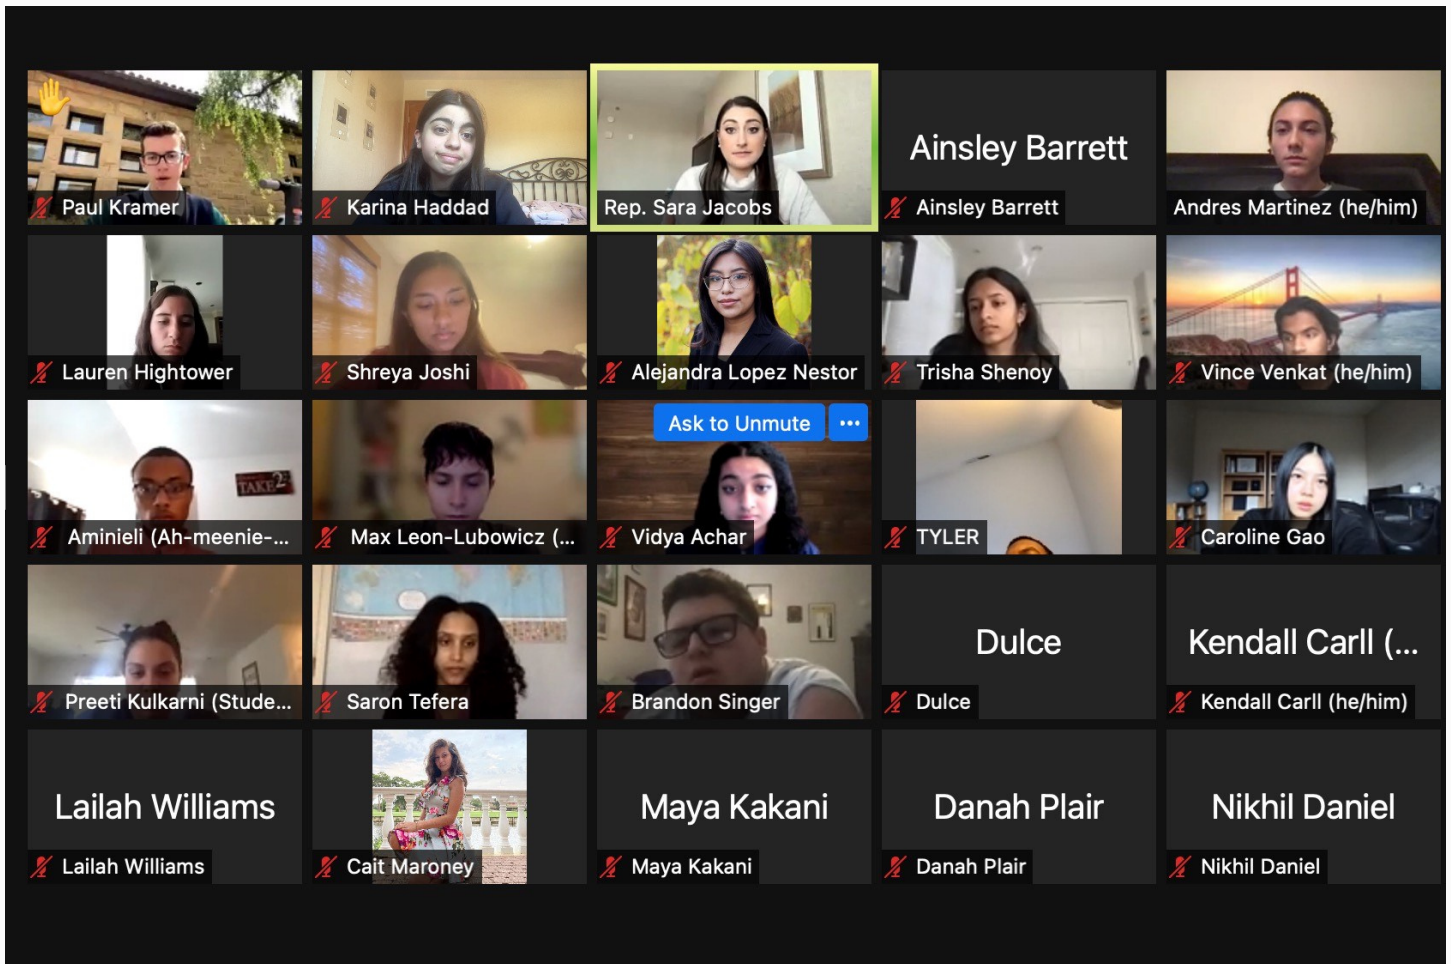 Paul Kramer
Karina Haddad
Rep. Sara Jacobs
Ainsley Barrett
Ainsley Barrett
Andres Martinez (he/him)
Lauren Hightower
Shreya Joshi
Alejandra Lopez Nestor
Trisha Shenoy
Vince Venkat (he/him)
TAKE 2
Aminieli (Ah-meenie-...
Max Leon-Lubowicz (...
Ask to Unmute ...
Vidya Achar
TYLER
Caroline Gao
Preeti Kulkarni (Stude...
Saron Tefera
Brandon Singer
Dulce
Dulce
Kendall Carll (...
Kendall Carll (he/him)
Lailah Williams
Lailah Williams
Cait Maroney
Maya Kakani
Maya Kakani
Danah Plair
Danah Plair
Nikhil Daniel
Nikhil Daniel